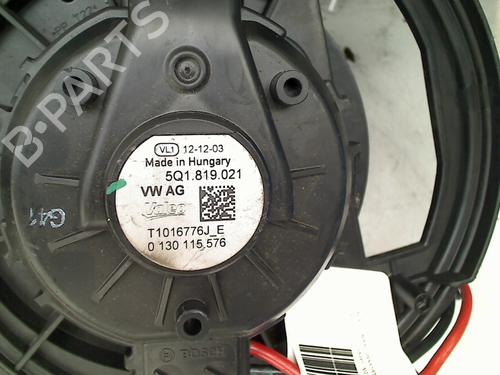 B-PARTS
VL1 12-12-03
Made in Hungary
5Q1.819.021
VW AG
Valeo
T1016776J_E
0 130 115 576
G41
BOSCH